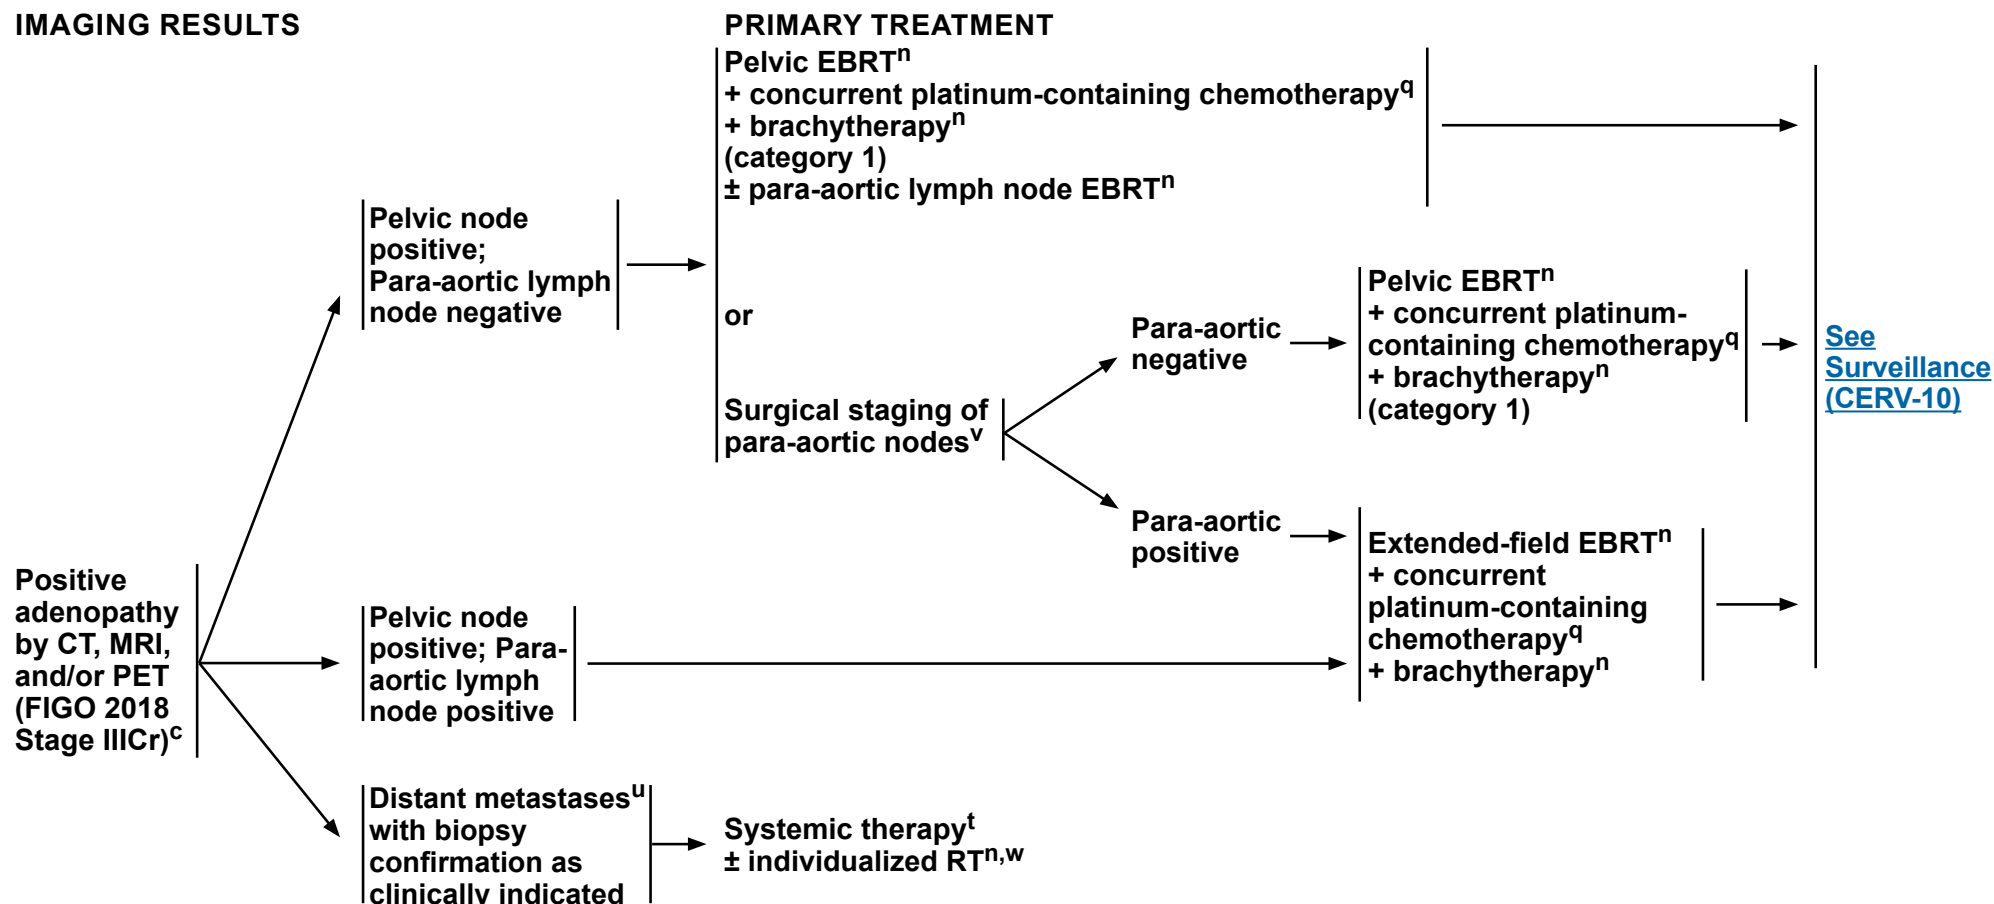 IMAGING RESULTS
PRIMARY TREATMENT
Positive
adenopathy
by CT, MRI,
and/or PET
(FIGO 2018
Stage IIICr)c
Pelvic node
positive;
Para-aortic lymph
node negative
Pelvic EBRTn
+ concurrent platinum-containing chemotherapyq
+ brachytherapyn
(category 1)
± para-aortic lymph node EBRTn
or
Surgical staging of
para-aortic nodesv
Para-aortic
negative
Pelvic EBRTn
+ concurrent platinum-
containing chemotherapyq
+ brachytherapyn
(category 1)
Para-aortic
positive
Extended-field EBRTn
+ concurrent
platinum-containing
chemotherapyq
+ brachytherapyn
See
Surveillance
(CERV-10)
Pelvic node
positive; Para-
aortic lymph
node positive
Distant metastasesu
with biopsy
confirmation as
clinically indicated
Systemic therapyt
± individualized RTn,w